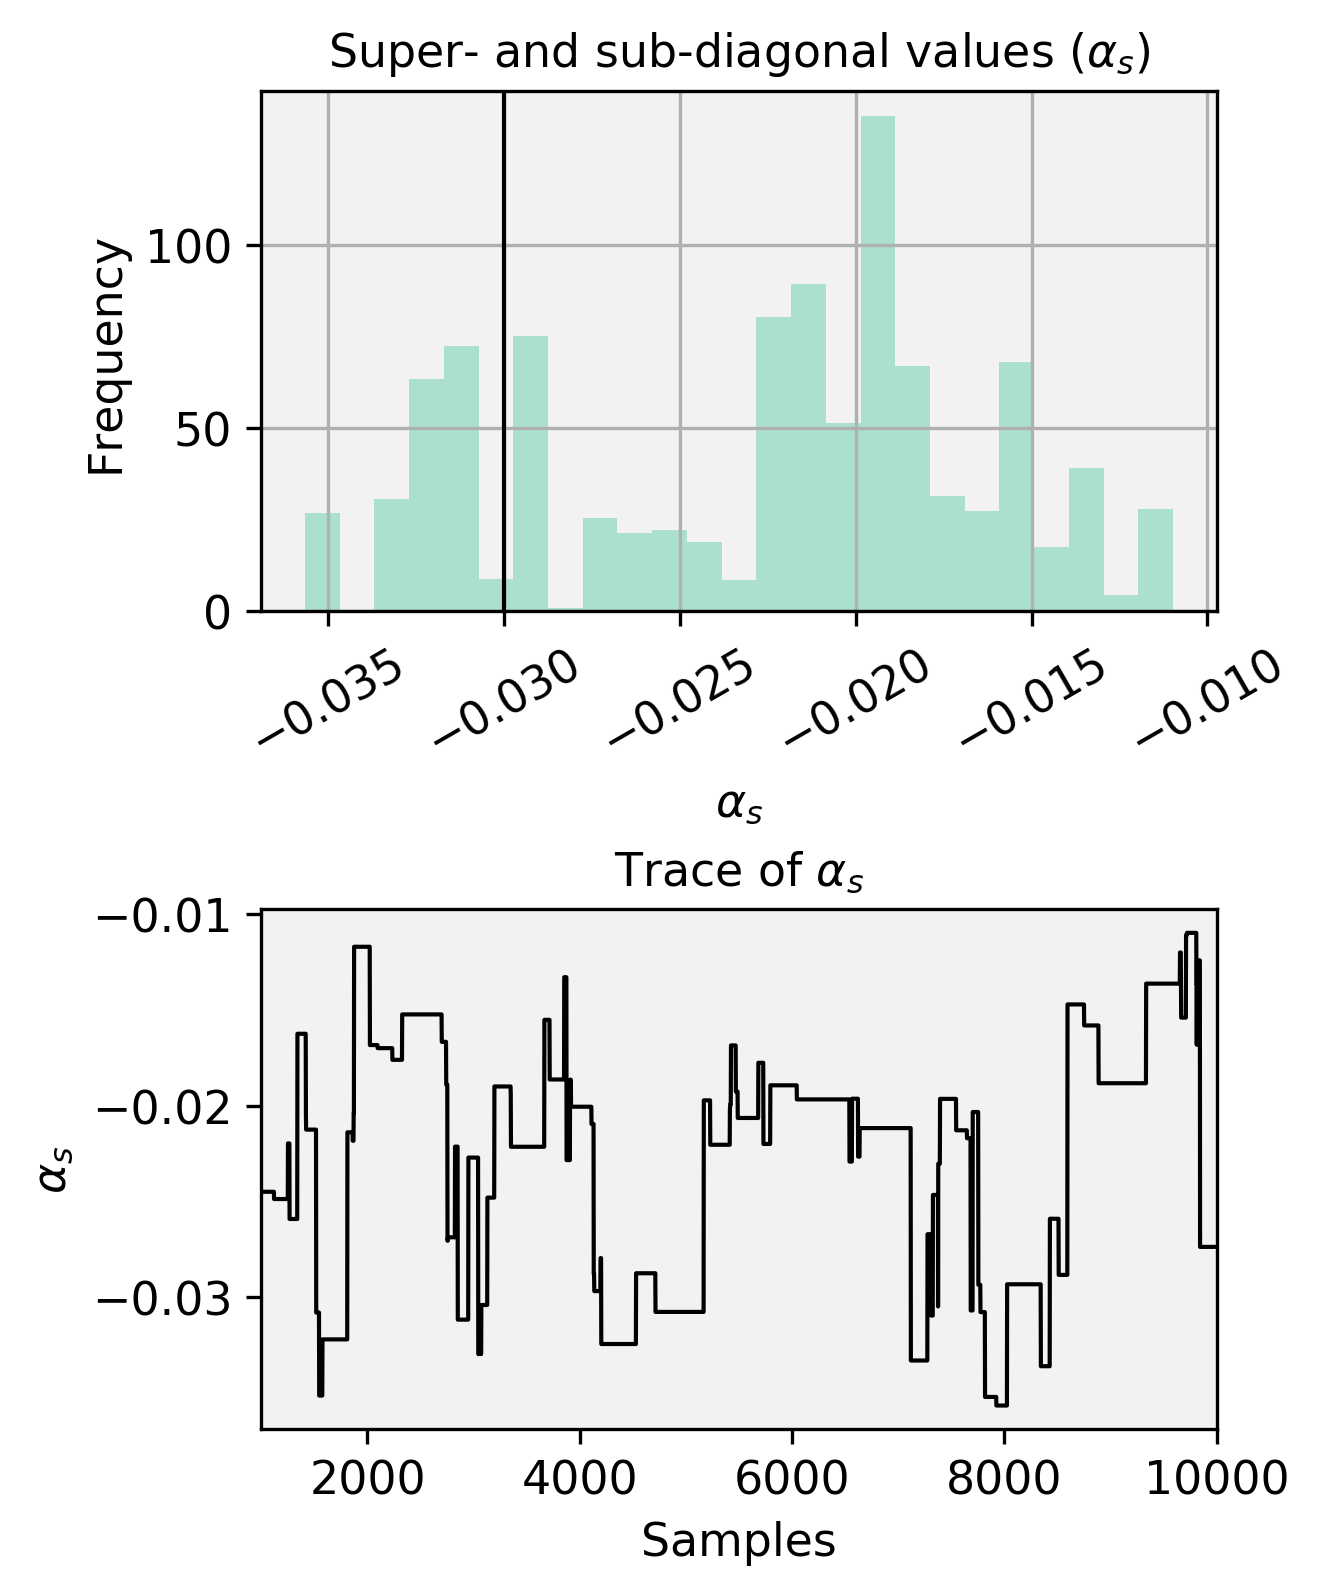 Super- and sub-diagonal values (αs)
Frequency
100
50
0
−0.035 −0.030 −0.025 −0.020 −0.015 −0.010
αs
Trace of αs
αs
−0.01
−0.02
−0.03
2000 4000 6000 8000 10000
Samples